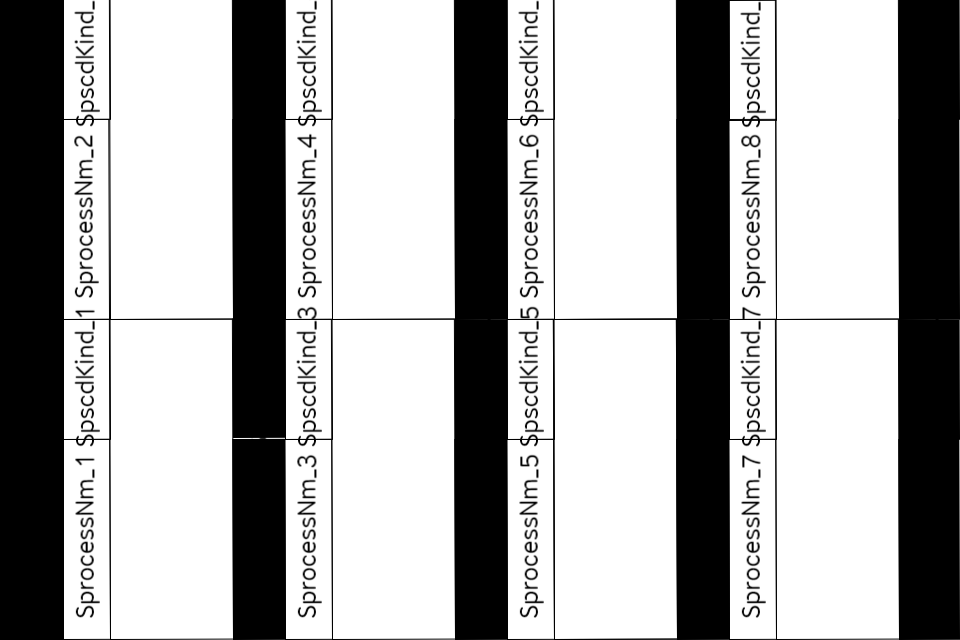 SprocessNm_1 SpscdKind_1 SprocessNm_2 SpscdKind_
SprocessNm_3 SpscdKind_3 SprocessNm_4 SpscdKind_
SprocessNm_5 SpscdKind_5 SprocessNm_6 SpscdKind_
SprocessNm_7 SpscdKind_7 SprocessNm_8 SpscdKind_